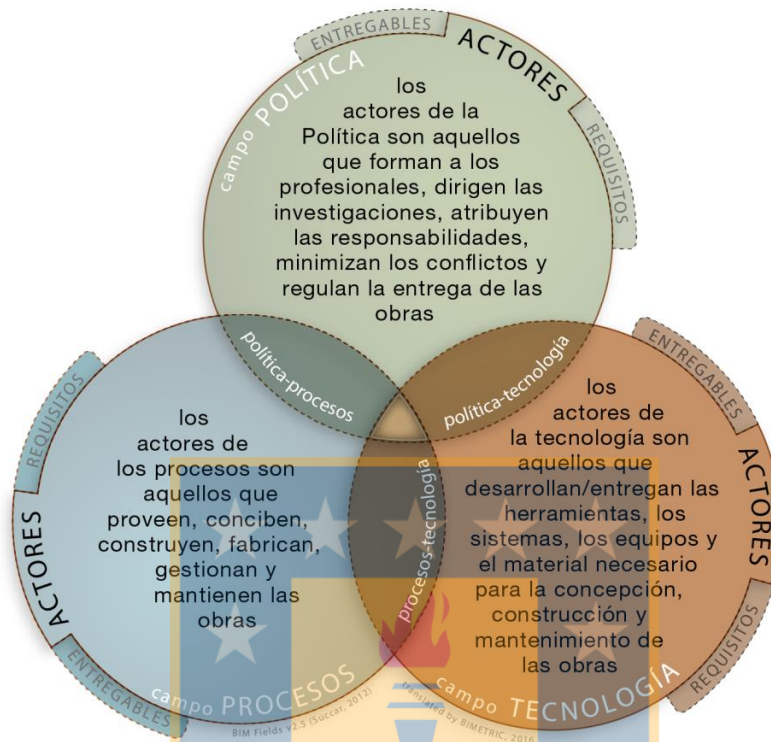 ENTREGABLES
ACTORES
REQUISITOS
campo POLÍTICA
los
actores de la
Política son aquellos
que forman a los
profesionales, dirigen las
investigaciones, atribuyen
las responsabilidades,
minimizan los conflictos y
regulan la entrega de las
obras
política-procesos
política-tecnología
procesos-tecnología
REQUISITOS
ACTORES
ENTREGABLES
los
actores de
los procesos son
aquellos que
proveen, conciben,
construyen, fabrican,
gestionan y
mantienen las
obras
campo PROCESOS
BIM Fields v2.5 (Succar, 2012)
ENTREGABLES
ACTORES
REQUISITOS
los
actores de
la tecnología son
aquellos que
desarrollan/entregan las
herramientas, los
sistemas, los equipos y
el material necesario
para la concepción,
construcción y
mantenimiento de
las obras
campo TECNOLOGÍA
translated by BIMETRIC, 2016